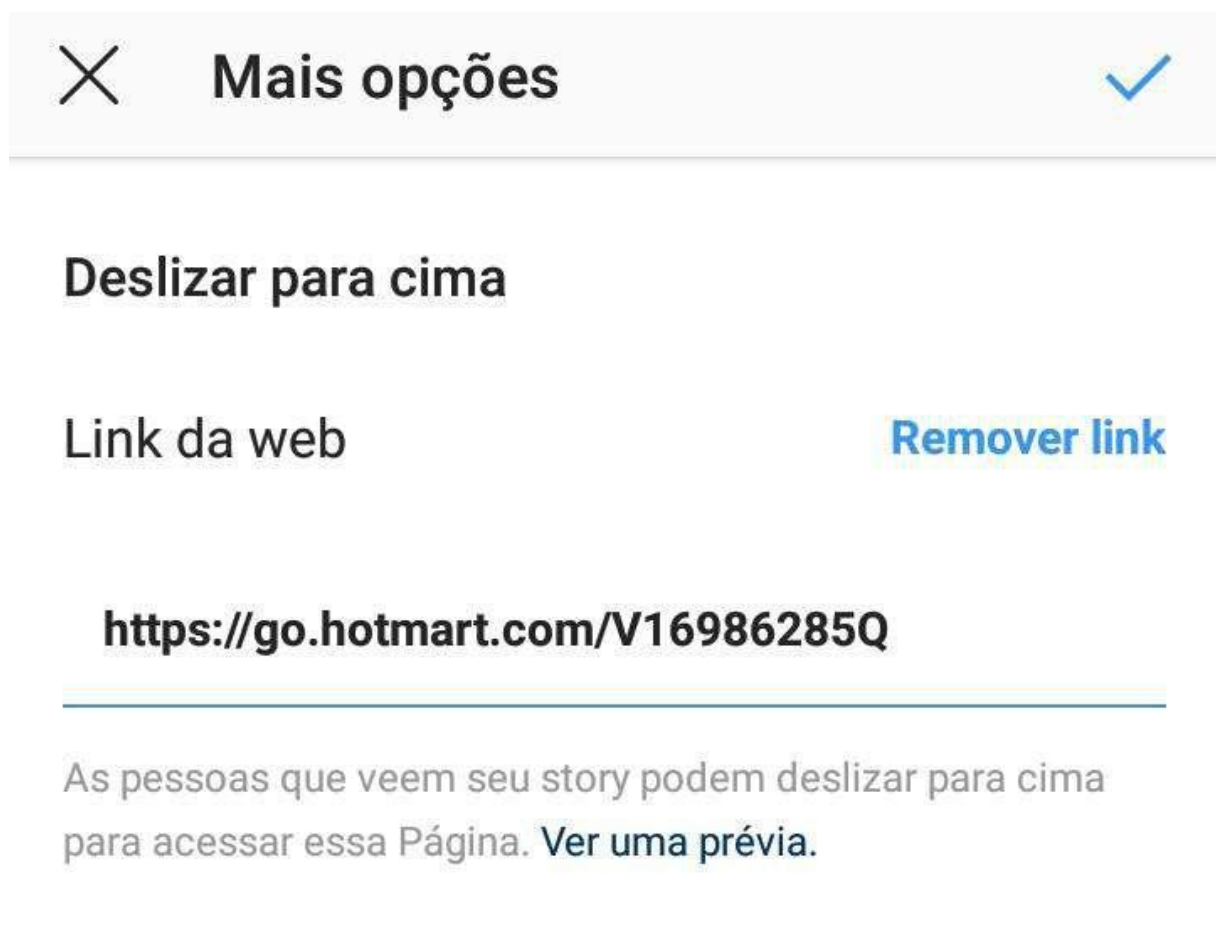 Mais opções
Deslizar para cima
Link da web
Remover link
https://go.hotmart.com/V16986285Q
As pessoas que veem seu story podem deslizar para cima
para acessar essa Página. Ver uma prévia.